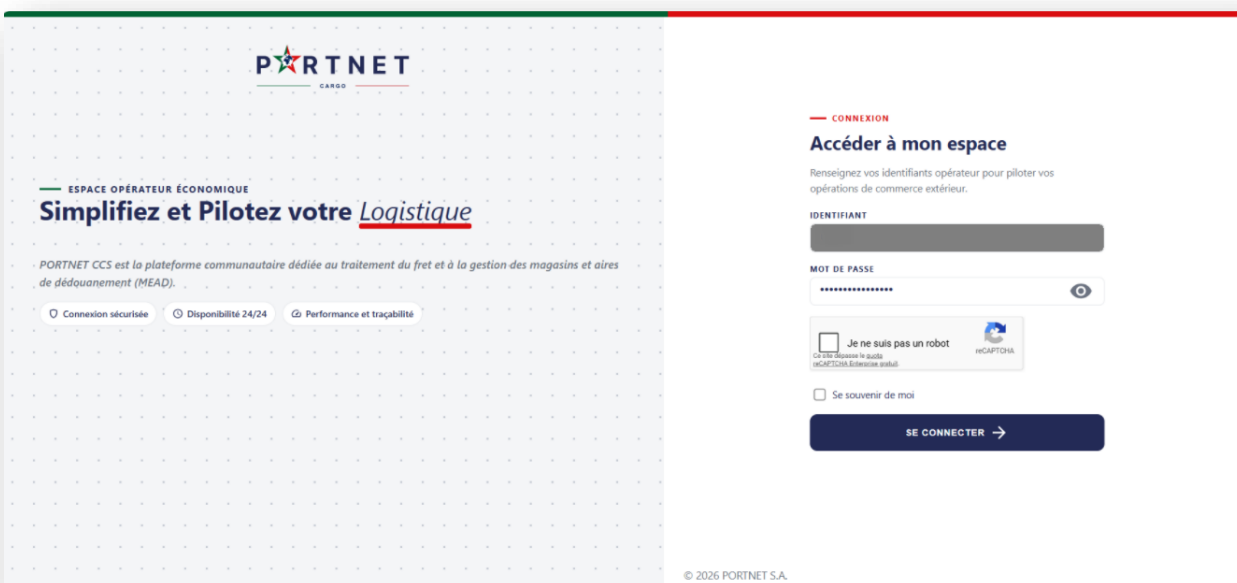 PORTNET
CARGO
ESPACE OPÉRATEUR ÉCONOMIQUE
Simplifiez et Pilotez votre Logistique
PORTNET CCS est la plateforme communautaire dédiée au traitement du fret et à la gestion des magasins et aires
de dédouanement (MEAD).
Connexion sécurisée
Disponibilité 24/24
Performance et traçabilité
CONNEXION
Accéder à mon espace
Renseignez vos identifiants opérateur pour piloter vos
opérations de commerce extérieur.
IDENTIFIANT
MOT DE PASSE
••••••••••••••••
Je ne suis pas un robot
reCAPTCHA
Ce site dépasse le quota
reCAPTCHA Enterprise gratuit.
Se souvenir de moi
SE CONNECTER
© 2026 PORTNET S.A.